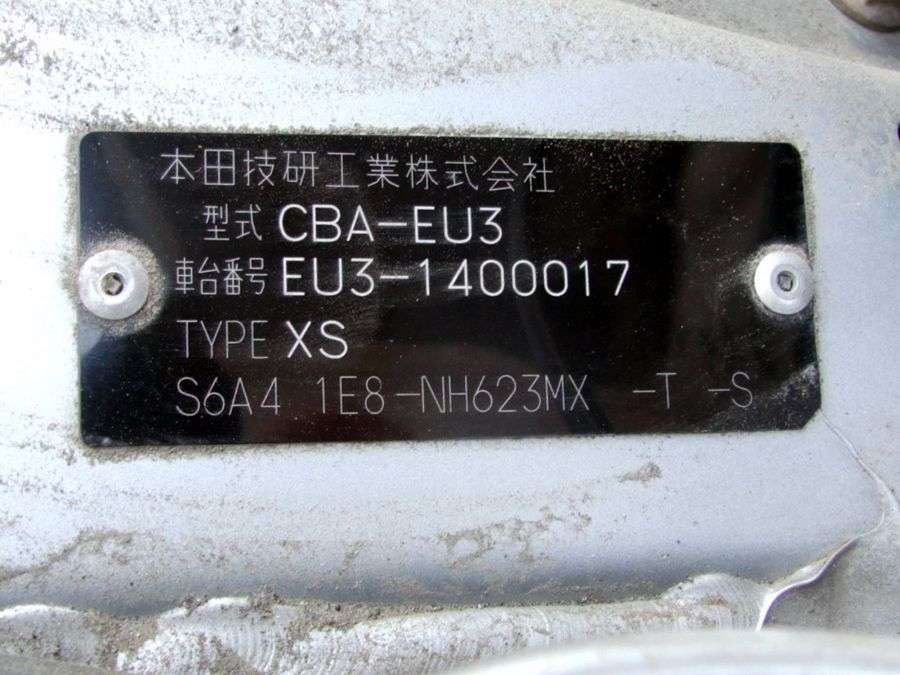 本田技研工業株式会社
型式 CBA-EU3
車台番号 EU3-1400017
TYPE XS
S6A4 1E8-NH623MX -T -S